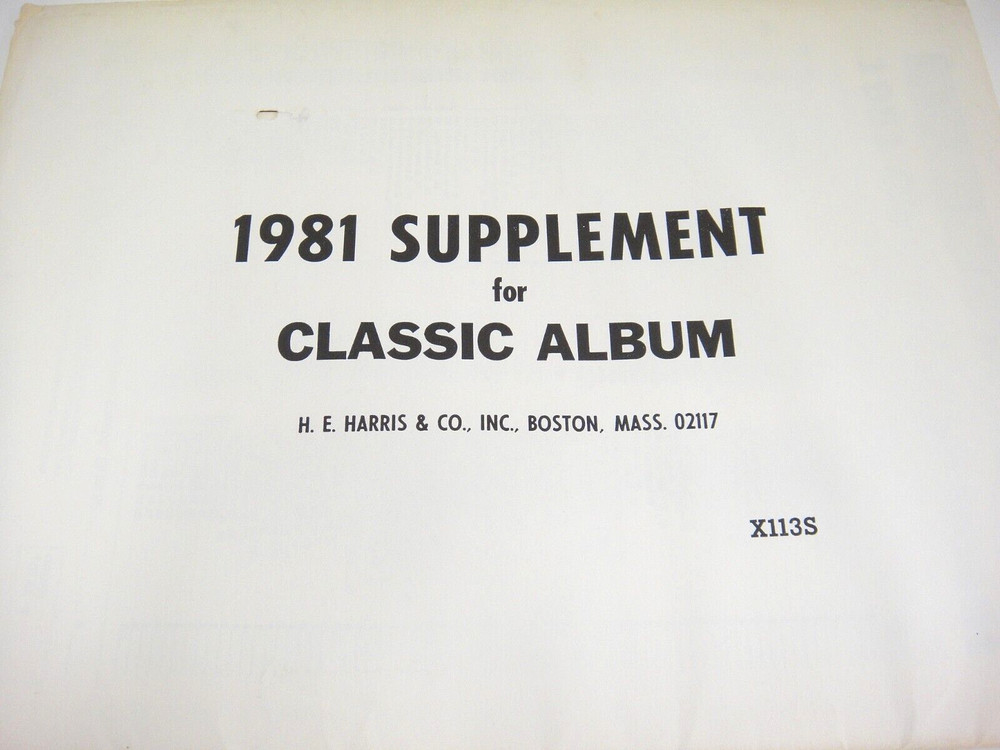 1981 SUPPLEMENT
for
CLASSIC ALBUM
H. E. HARRIS & CO., INC., BOSTON, MASS. 02117
X113S